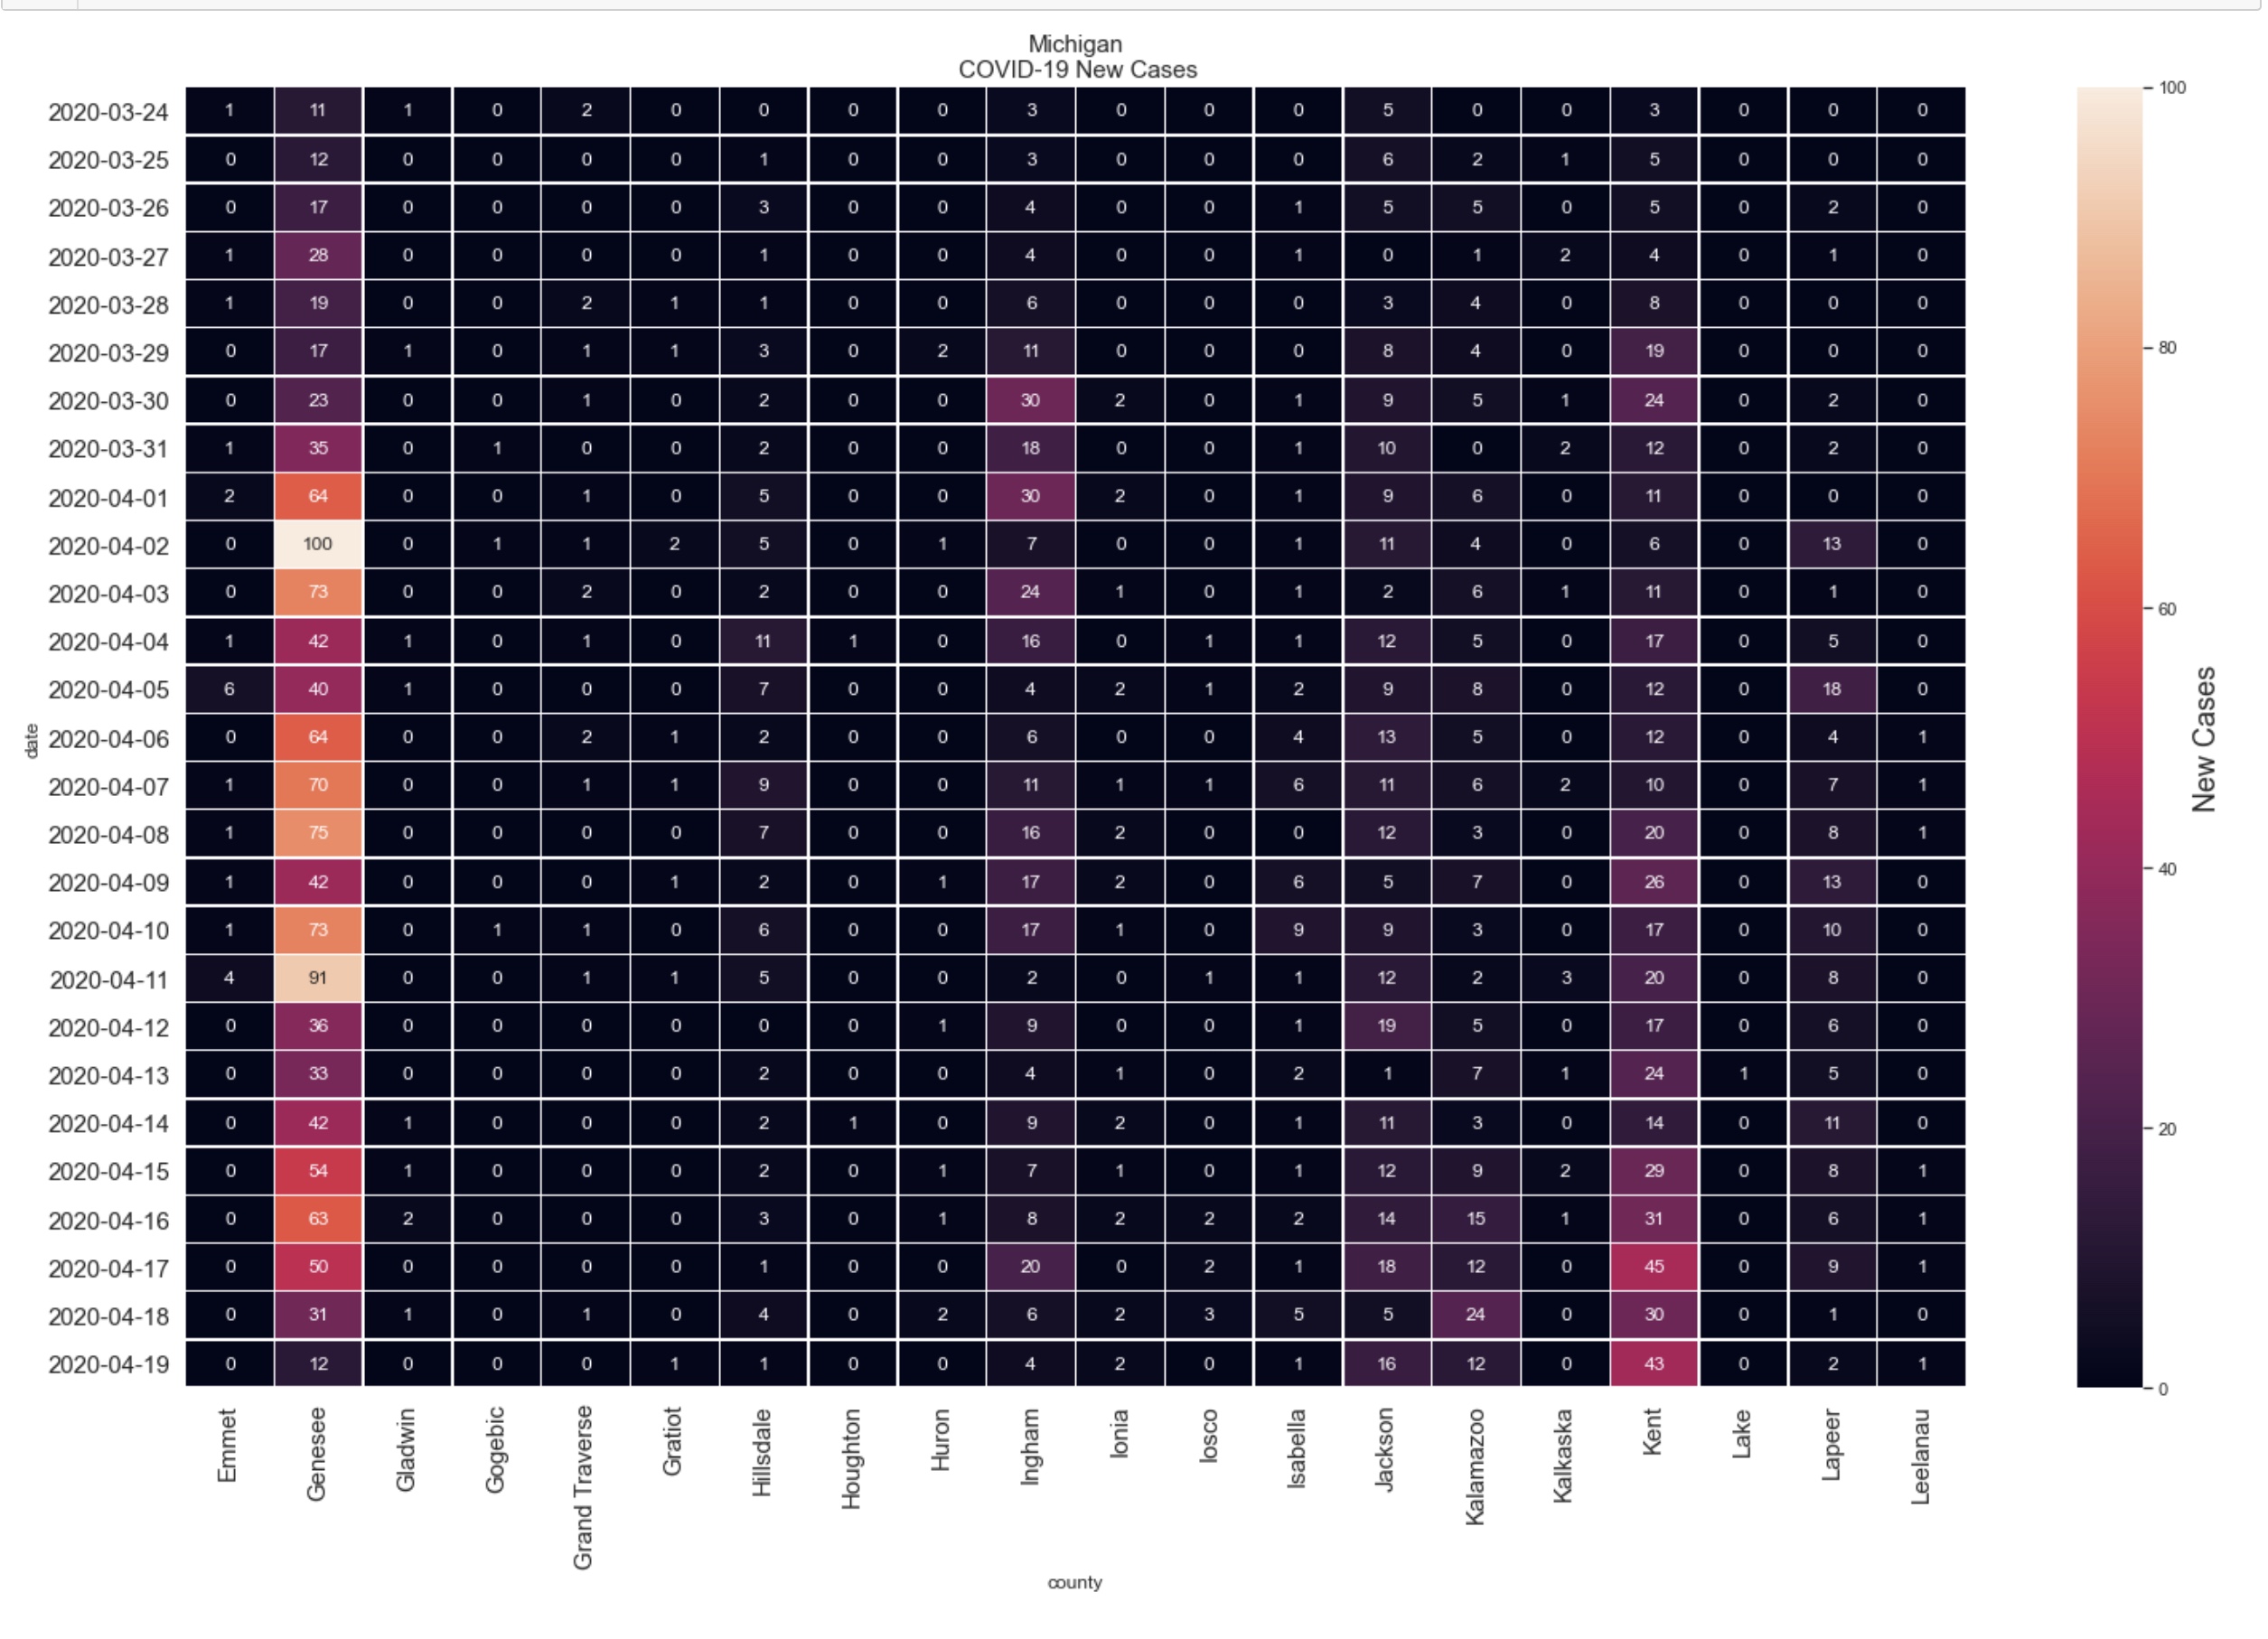 Michigan
COVID-19 New Cases
2020-03-24 1 11 1 0 2 0 0 0 0 3 0 0 0 5 0 0 3 0 0 0
2020-03-25 0 12 0 0 0 0 1 0 0 3 0 0 0 6 2 1 5 0 0 0
2020-03-26 0 17 0 0 0 0 3 0 0 4 0 0 1 5 5 0 5 0 2 0
2020-03-27 1 28 0 0 0 0 1 0 0 4 0 0 1 0 1 2 4 0 1 0
2020-03-28 1 19 0 0 2 1 1 0 0 6 0 0 0 3 4 0 8 0 0 0
2020-03-29 0 17 1 0 1 1 3 0 2 11 0 0 0 8 4 0 19 0 0 0
2020-03-30 0 23 0 0 1 0 2 0 0 30 2 0 1 9 5 1 24 0 2 0
2020-03-31 1 35 0 1 0 0 2 0 0 18 0 0 1 10 0 2 12 0 2 0
2020-04-01 2 64 0 0 1 0 5 0 0 30 2 0 1 9 6 0 11 0 0 0
2020-04-02 0 100 0 1 1 2 5 0 1 7 0 0 1 11 4 0 6 0 13 0
2020-04-03 0 73 0 0 2 0 2 0 0 24 1 0 1 2 6 1 11 0 1 0
2020-04-04 1 42 1 0 1 0 11 1 0 16 0 1 1 12 5 0 17 0 5 0
2020-04-05 6 40 1 0 0 0 7 0 0 4 2 1 2 9 8 0 12 0 18 0
2020-04-06 0 64 0 0 2 1 2 0 0 6 0 0 4 13 5 0 12 0 4 1
2020-04-07 1 70 0 0 1 1 9 0 0 11 1 1 6 11 6 2 10 0 7 1
2020-04-08 1 75 0 0 0 0 7 0 0 16 2 0 0 12 3 0 20 0 8 1
2020-04-09 1 42 0 0 0 1 2 0 1 17 2 0 6 5 7 0 26 0 13 0
2020-04-10 1 73 0 1 1 0 6 0 0 17 1 0 9 9 3 0 17 0 10 0
2020-04-11 4 91 0 0 1 1 5 0 0 2 0 1 1 12 2 3 20 0 8 0
2020-04-12 0 36 0 0 0 0 0 0 1 9 0 0 1 19 5 0 17 0 6 0
2020-04-13 0 33 0 0 0 0 2 0 0 4 1 0 2 1 7 1 24 1 5 0
2020-04-14 0 42 1 0 0 0 2 1 0 9 2 0 1 11 3 0 14 0 11 0
2020-04-15 0 54 1 0 0 0 2 0 1 7 1 0 1 12 9 2 29 0 8 1
2020-04-16 0 63 2 0 0 0 3 0 1 8 2 2 2 14 15 1 31 0 6 1
2020-04-17 0 50 0 0 0 0 1 0 0 20 0 2 1 18 12 0 45 0 9 1
2020-04-18 0 31 1 0 1 0 4 0 2 6 2 3 5 5 24 0 30 0 1 0
2020-04-19 0 12 0 0 0 1 1 0 0 4 2 0 1 16 12 0 43 0 2 1
date
Emmet
Genesee
Gladwin
Gogebic
Grand Traverse
Gratiot
Hillsdale
Houghton
Huron
Ingham
Ionia
Iosco
Isabella
Jackson
Kalamazoo
Kalkaska
Kent
Lake
Lapeer
Leelanau
county
100
80
60
40
20
0
New Cases